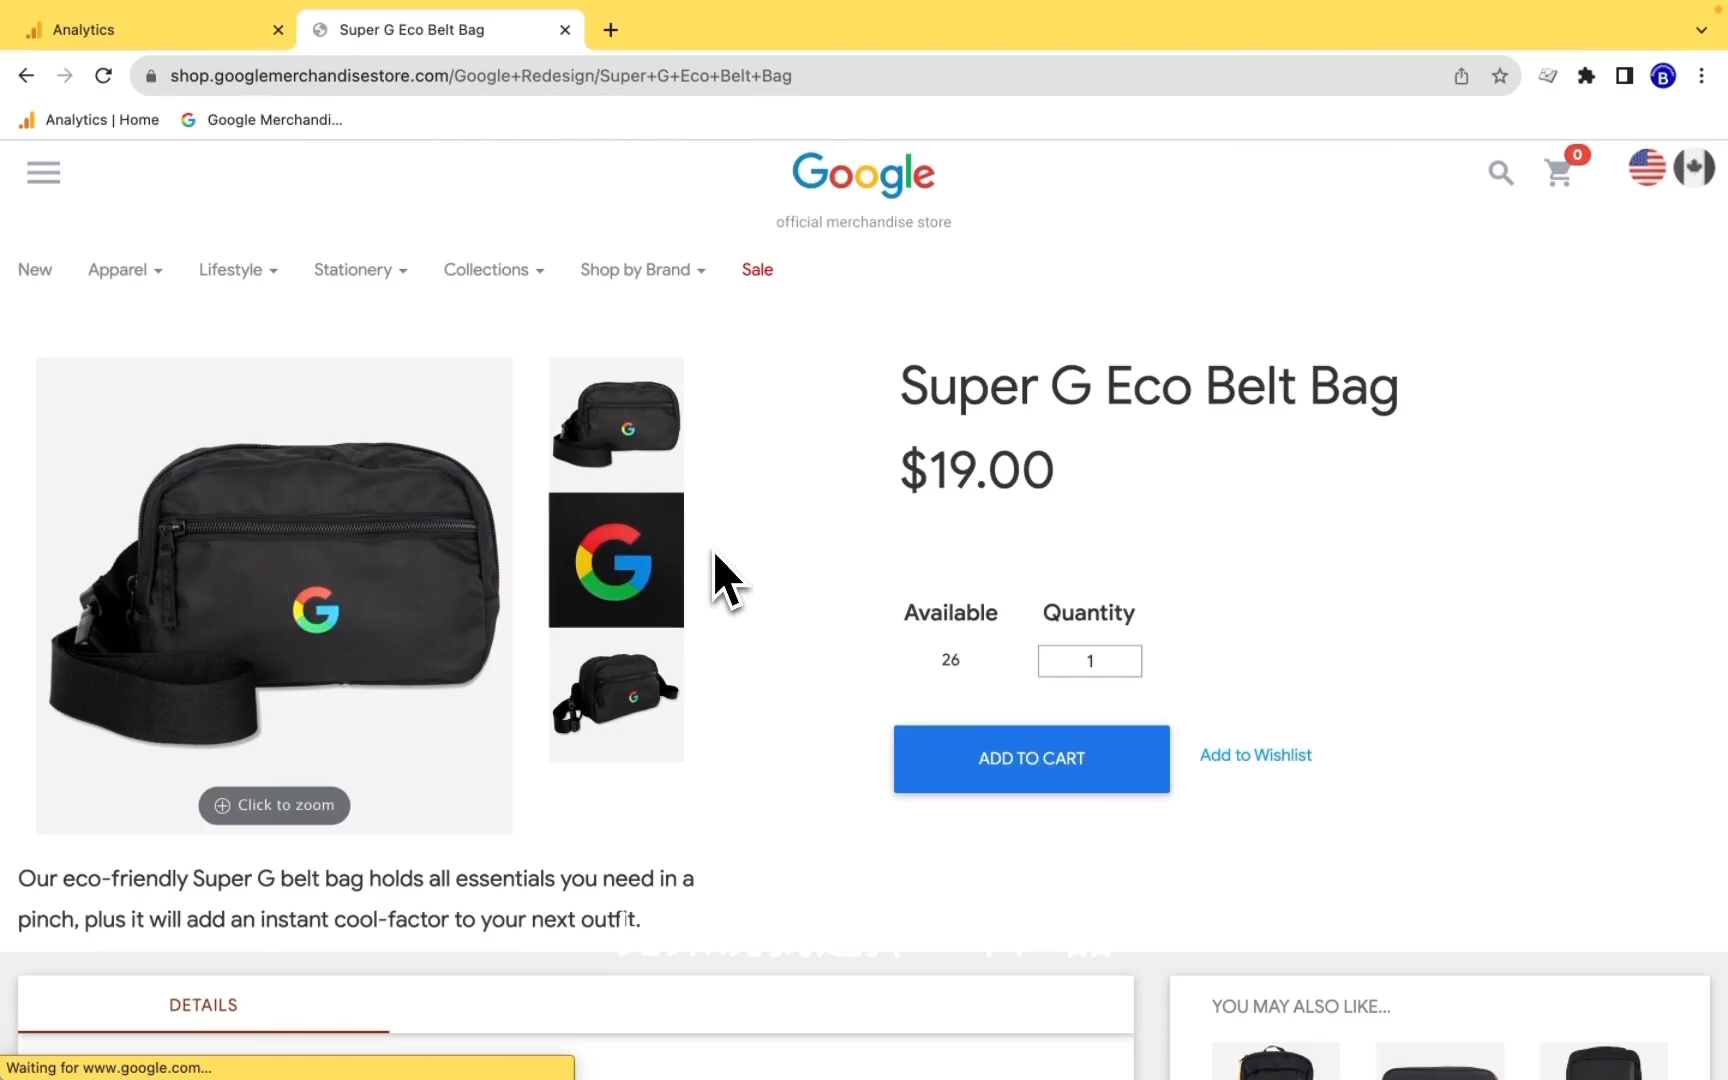 Analytics
Super G Eco Belt Bag
shop.googlemerchandisestore.com/Google+Redesign/Super+G+Eco+Belt+Bag
B
Analytics | Home
Google Merchandi...
Google
0
official merchandise store
New
Apparel
Lifestyle
Stationery
Collections
Shop by Brand
Sale
Super G Eco Belt Bag
$19.00
Available
Quantity
26
1
ADD TO CART
Add to Wishlist
Click to zoom
Our eco-friendly Super G belt bag holds all essentials you need in a
pinch, plus it will add an instant cool-factor to your next outfit.
DETAILS
YOU MAY ALSO LIKE...
Waiting for www.google.com...